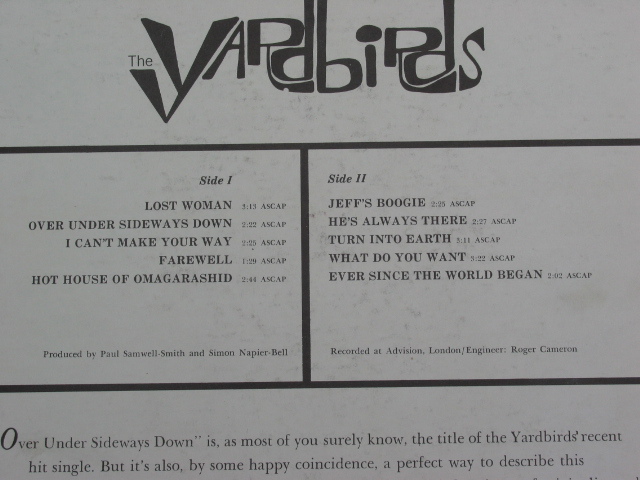 The YARDBIRDS
Side I
LOST WOMAN 3:13 ASCAP
OVER UNDER SIDEWAYS DOWN 2:22 ASCAP
I CAN'T MAKE YOUR WAY 2:25 ASCAP
FAREWELL 1:29 ASCAP
HOT HOUSE OF OMAGARASHID 2:44 ASCAP
Produced by Paul Samwell-Smith and Simon Napier-Bell
Side II
JEFF'S BOOGIE 2:25 ASCAP
HE'S ALWAYS THERE 2:27 ASCAP
TURN INTO EARTH 3:11 ASCAP
WHAT DO YOU WANT 3:22 ASCAP
EVER SINCE THE WORLD BEGAN 2:02 ASCAP
Recorded at Advision, London/Engineer: Roger Cameron
Over Under Sideways Down" is, as most of you surely know, the title of the Yardbirds' recent
hit single. But it's also, by some happy coincidence, a perfect way to describe this